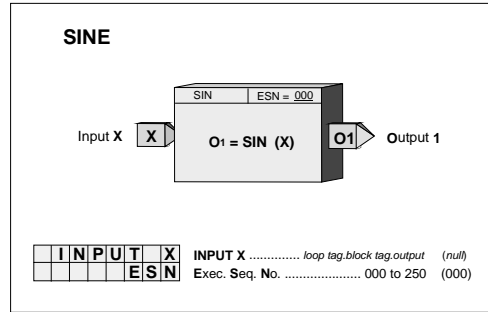 SINE
SIN ESN = 000
Input X X O1 = SIN (X) O1 Output 1
INPUT X INPUT X .............. loop tag.block tag.output (null)
ESN Exec. Seq. No. ..................... 000 to 250 (000)